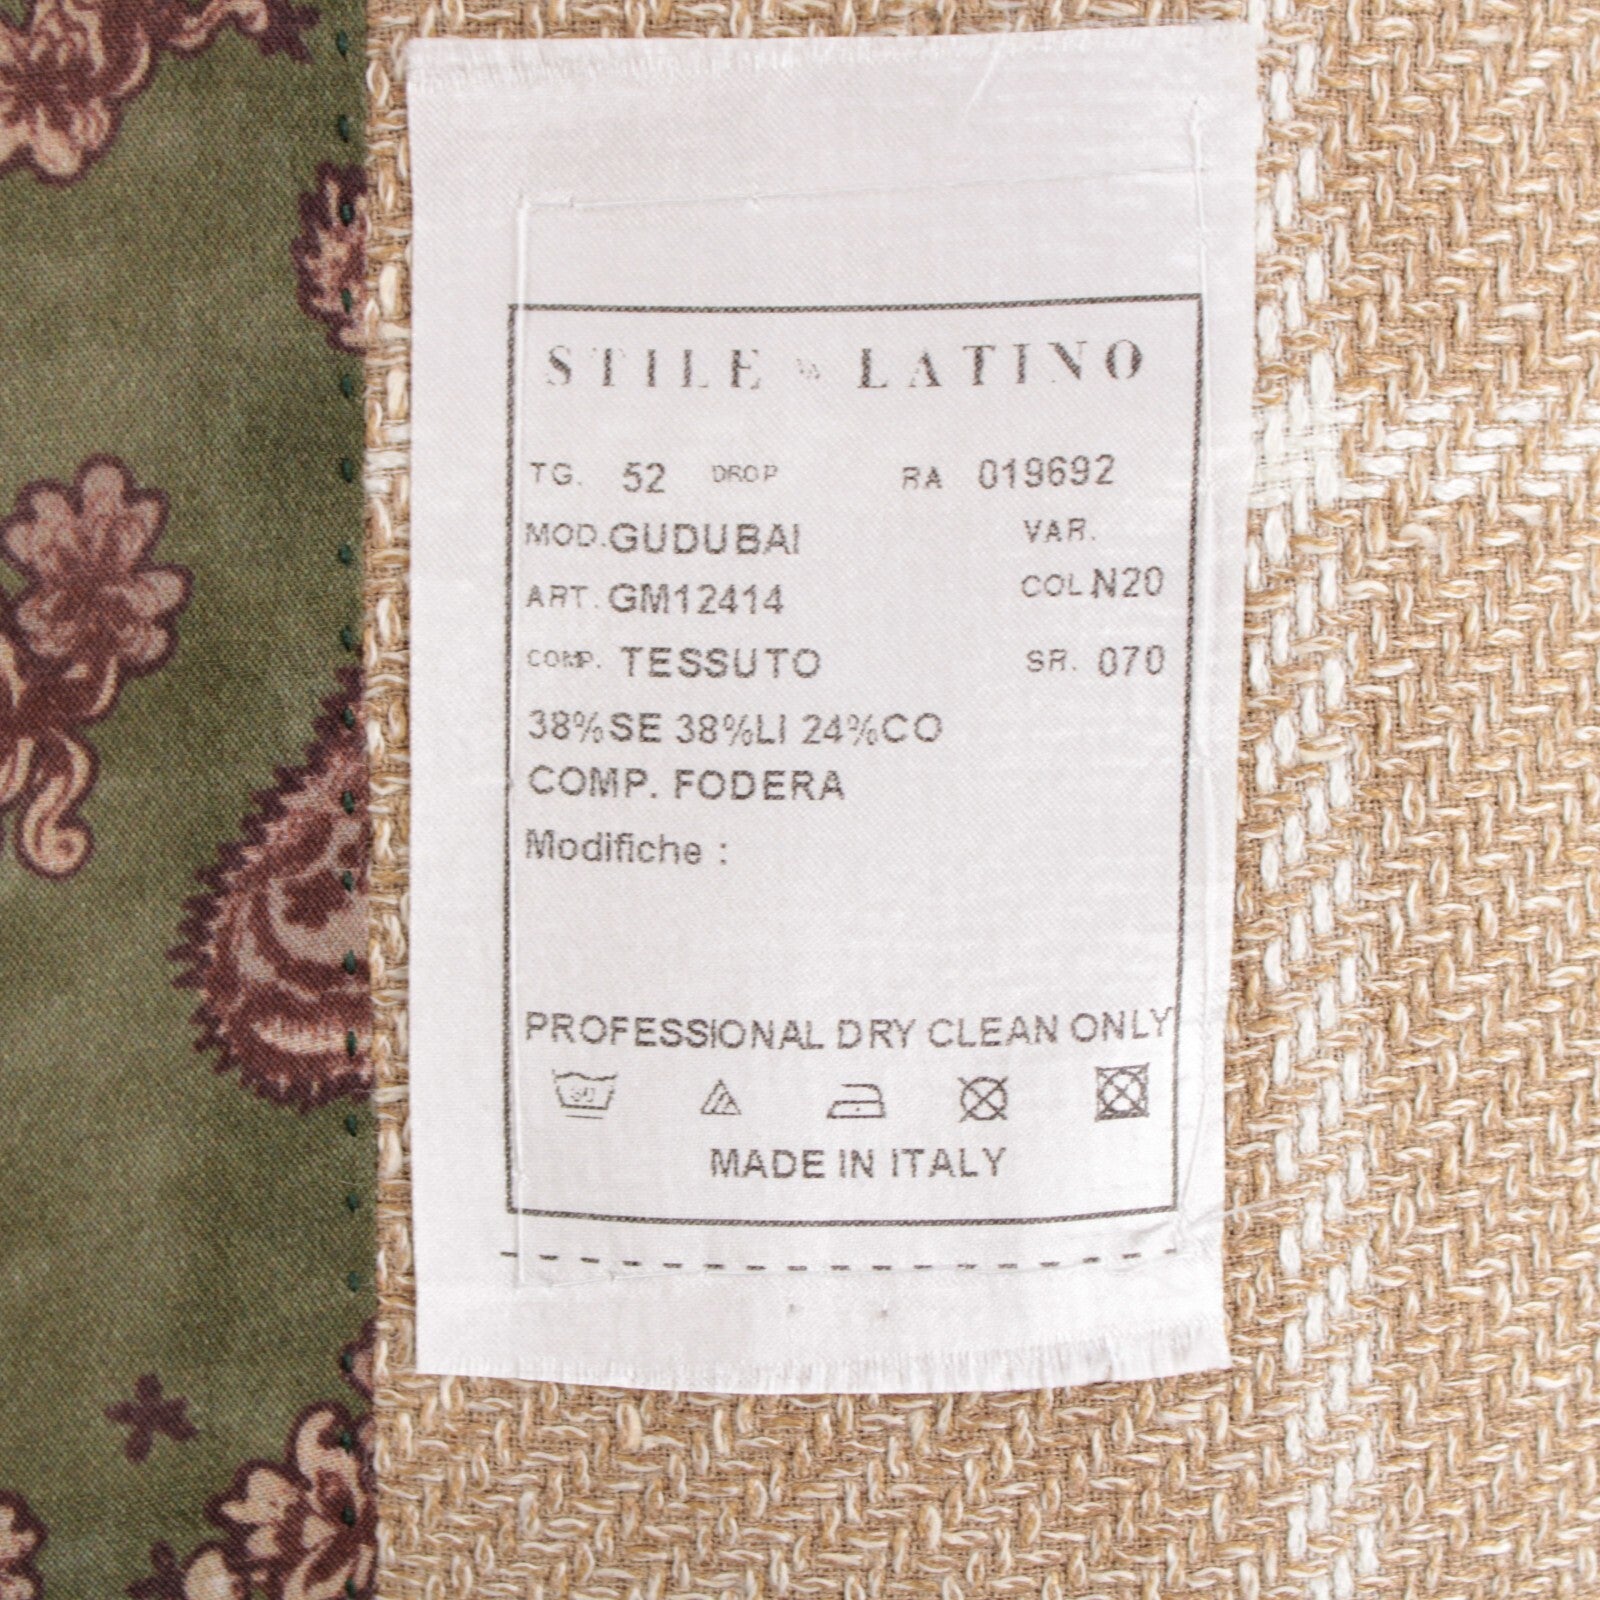 STILE LATINO
TG. 52 DROP RA 019692
MOD.GUDUBAI VAR.
ART.GM12414 COL.N20
COMP. TESSUTO SR. 070
38%SE 38%LI 24%CO
COMP. FODERA
Modifiche :
PROFESSIONAL DRY CLEAN ONLY
MADE IN ITALY